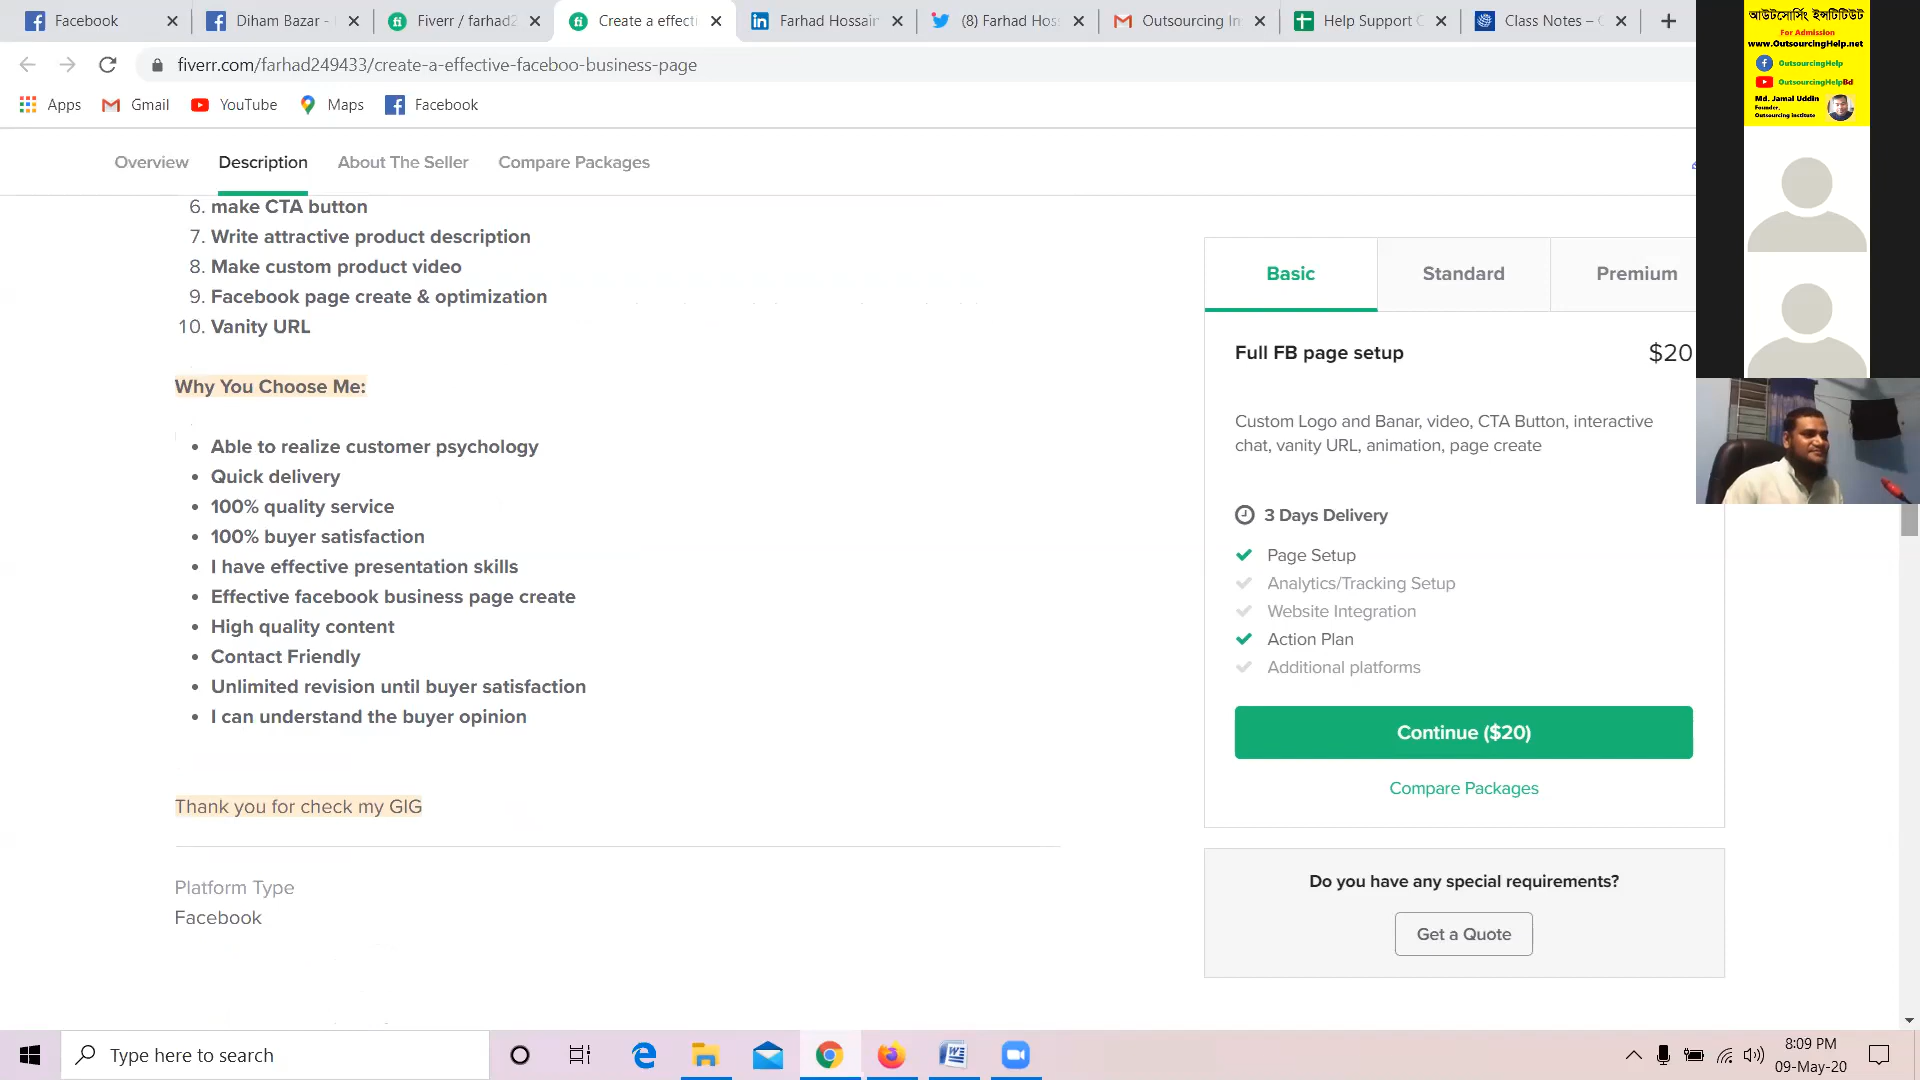 Facebook
Diham Bazar -
Fiverr / farhad2
Create a effect
Farhad Hossain
(8) Farhad Hos
Outsourcing In
Help Support C
Class Notes –
fiverr.com/farhad249433/create-a-effective-faceboo-business-page
Apps
Gmail
YouTube
Maps
Facebook
আউটসোর্সিং ইন্সটিটিউট
For Admission
www.OutsourcingHelp.net
OutsourcingHelp
OutsourcingHelpBd
Md. Jamal Uddin
Founder,
Outsourcing Institute
Overview
Description
About The Seller
Compare Packages
6. make CTA button
7. Write attractive product description
8. Make custom product video
9. Facebook page create & optimization
10. Vanity URL
Why You Choose Me:
• Able to realize customer psychology
• Quick delivery
• 100% quality service
• 100% buyer satisfaction
• I have effective presentation skills
• Effective facebook business page create
• High quality content
• Contact Friendly
• Unlimited revision until buyer satisfaction
• I can understand the buyer opinion
Thank you for check my GIG
Platform Type
Facebook
Basic
Standard
Premium
Full FB page setup
$20
Custom Logo and Banar, video, CTA Button, interactive
chat, vanity URL, animation, page create
3 Days Delivery
Page Setup
Analytics/Tracking Setup
Website Integration
Action Plan
Additional platforms
Continue ($20)
Compare Packages
Do you have any special requirements?
Get a Quote
Type here to search
8:09 PM
09-May-20